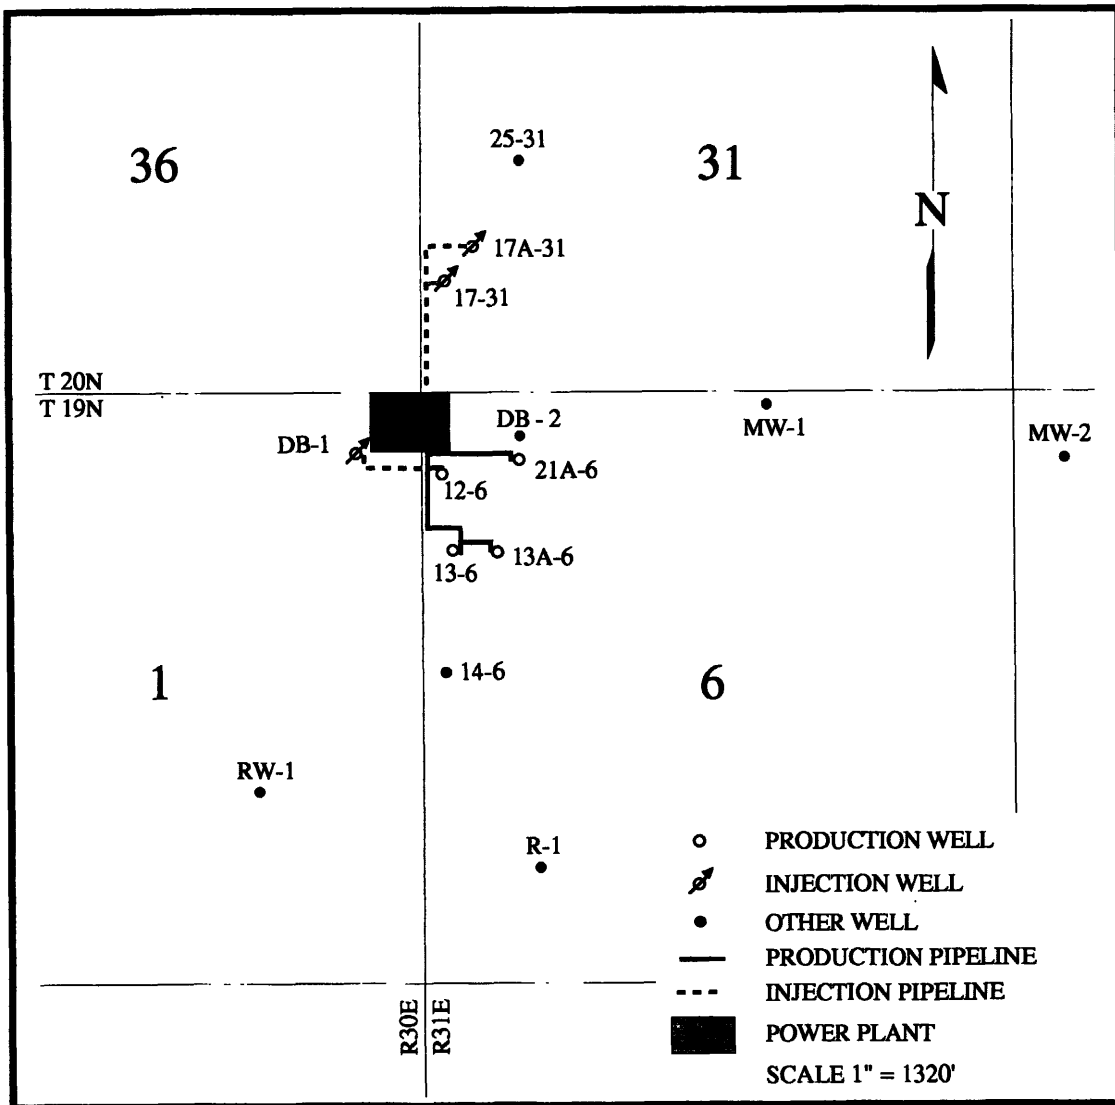 25-31
36
31
N
17A-31
17-31
T 20N
T 19N
DB-1
DB - 2
MW-1
MW-2
21A-6
12-6
13-6
13A-6
14-6
1
6
RW-1
R-1
PRODUCTION WELL
INJECTION WELL
OTHER WELL
PRODUCTION PIPELINE
INJECTION PIPELINE
POWER PLANT
SCALE 1" = 1320'
R30E
R31E